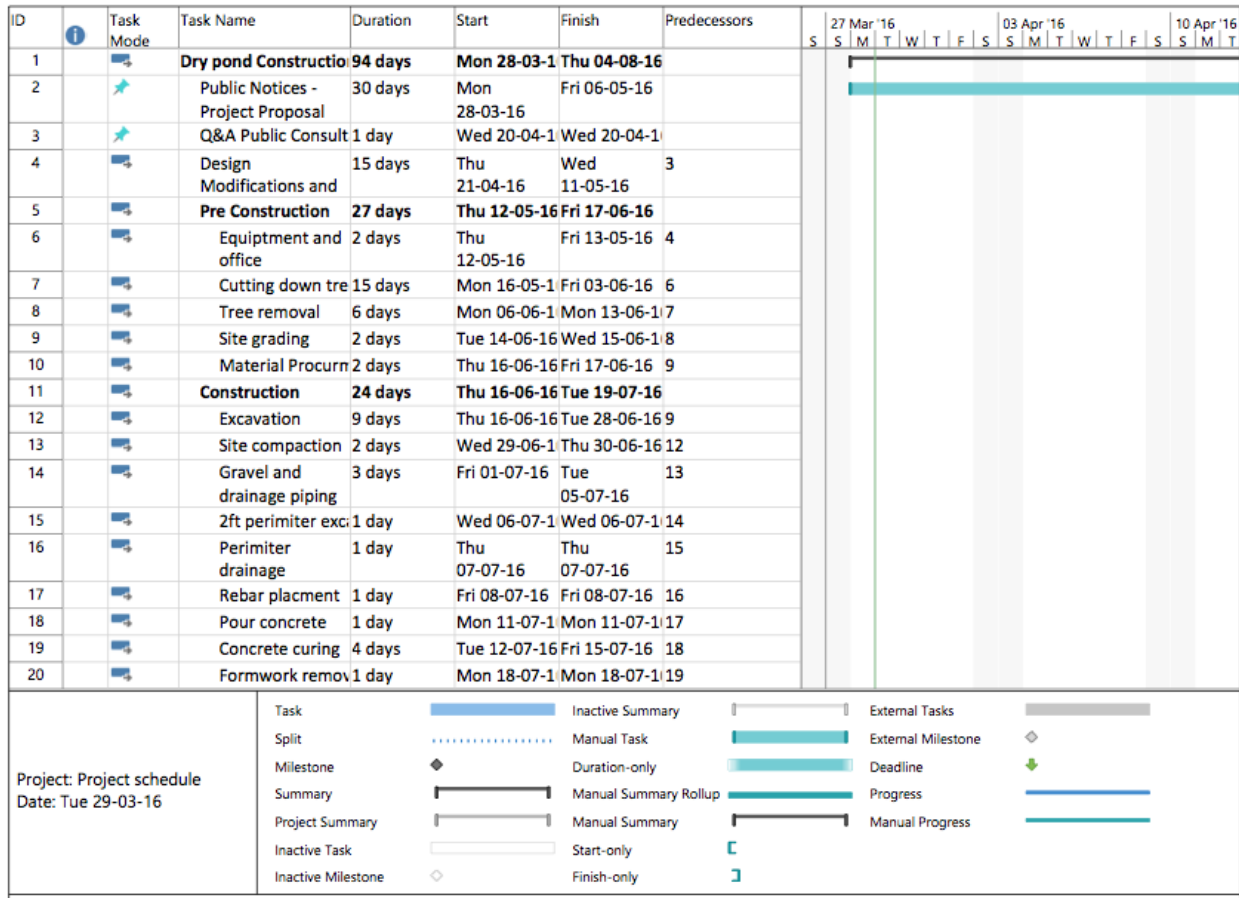 ID Task Mode Task Name Duration Start Finish Predecessors
27 Mar '16 03 Apr '16 10 Apr '16
S S M T W T F S S M T W T F S S M T
1 Dry pond Constructio 94 days Mon 28-03-1 Thu 04-08-16
2 Public Notices - Project Proposal 30 days Mon 28-03-16 Fri 06-05-16
3 Q&A Public Consult 1 day Wed 20-04-1 Wed 20-04-1
4 Design Modifications and 15 days Thu 21-04-16 Wed 11-05-16 3
5 Pre Construction 27 days Thu 12-05-16 Fri 17-06-16
6 Equiptment and office 2 days Thu 12-05-16 Fri 13-05-16 4
7 Cutting down tre 15 days Mon 16-05-1 Fri 03-06-16 6
8 Tree removal 6 days Mon 06-06-1 Mon 13-06-1 7
9 Site grading 2 days Tue 14-06-16 Wed 15-06-1 8
10 Material Procurm 2 days Thu 16-06-16 Fri 17-06-16 9
11 Construction 24 days Thu 16-06-16 Tue 19-07-16
12 Excavation 9 days Thu 16-06-16 Tue 28-06-16 9
13 Site compaction 2 days Wed 29-06-1 Thu 30-06-16 12
14 Gravel and drainage piping 3 days Fri 01-07-16 Tue 05-07-16 13
15 2ft perimiter exca 1 day Wed 06-07-1 Wed 06-07-1 14
16 Perimiter drainage 1 day Thu 07-07-16 Thu 07-07-16 15
17 Rebar placment 1 day Fri 08-07-16 Fri 08-07-16 16
18 Pour concrete 1 day Mon 11-07-1 Mon 11-07-1 17
19 Concrete curing 4 days Tue 12-07-16 Fri 15-07-16 18
20 Formwork remov 1 day Mon 18-07-1 Mon 18-07-1 19
Project: Project schedule
Date: Tue 29-03-16
Task Inactive Summary External Tasks
Split Manual Task External Milestone
Milestone Duration-only Deadline
Summary Manual Summary Rollup Progress
Project Summary Manual Summary Manual Progress
Inactive Task Start-only
Inactive Milestone Finish-only